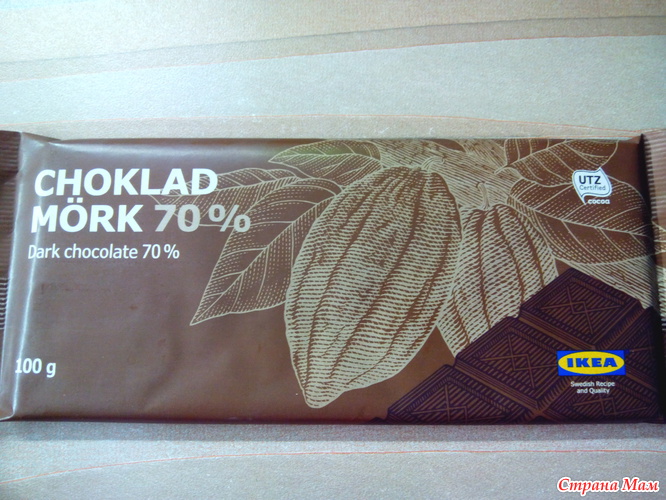 CHOKLAD
MÖRK 70%
Dark chocolate 70%
UTZ
Certified
cocoa
100 g
IKEA
Swedish Recipe
and Quality
Страна Мам